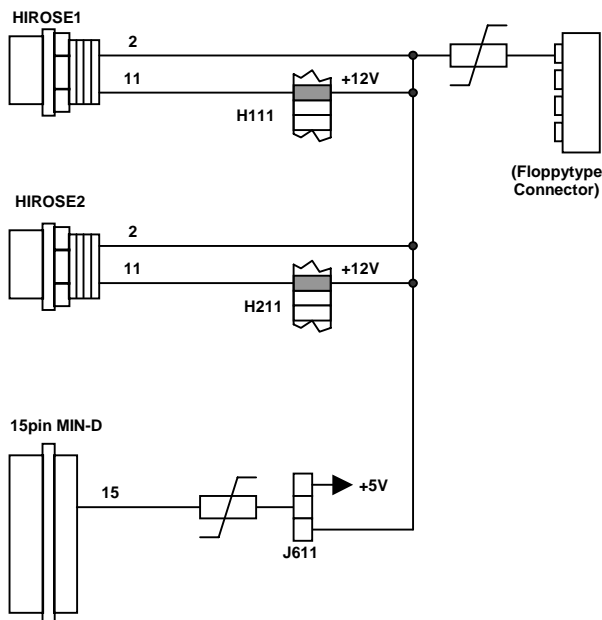 HIROSE1
2
11
+12V
H111
(Floppytype
Connector)
HIROSE2
2
11
+12V
H211
15pin MIN-D
15
+5V
J611